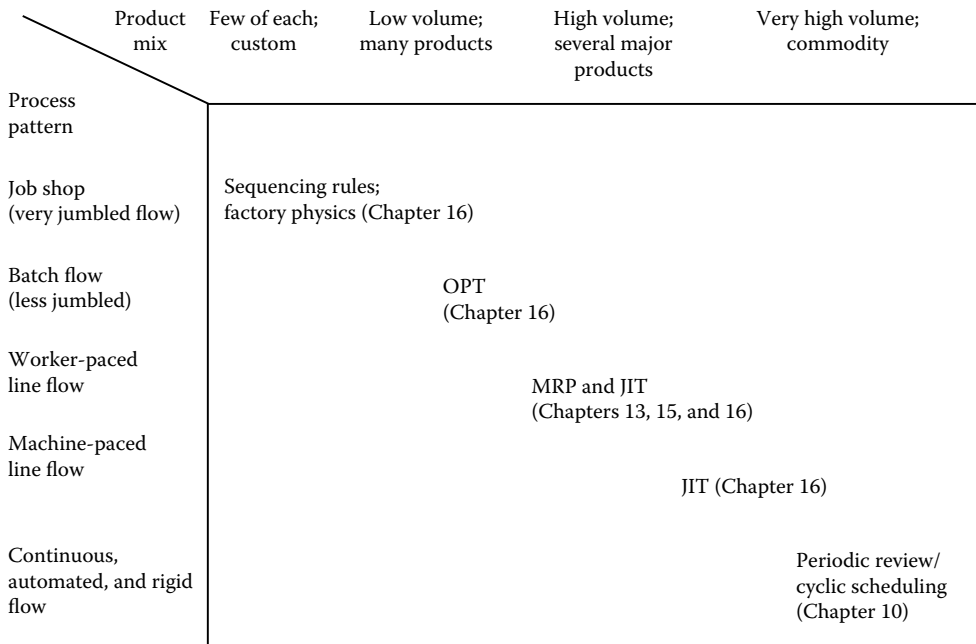 Product
mix
Few of each;
custom
Low volume;
many products
High volume;
several major
products
Very high volume;
commodity
Process
pattern
Job shop
(very jumbled flow)
Sequencing rules;
factory physics (Chapter 16)
Batch flow
(less jumbled)
OPT
(Chapter 16)
Worker-paced
line flow
MRP and JIT
(Chapters 13, 15, and 16)
Machine-paced
line flow
JIT (Chapter 16)
Continuous,
automated, and rigid
flow
Periodic review/
cyclic scheduling
(Chapter 10)